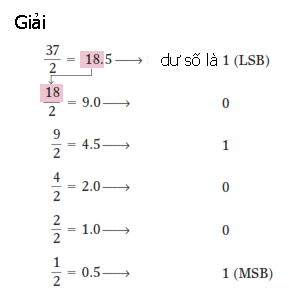 Giải
37/2 = 18.5 → dư số là 1 (LSB)
18/2 = 9.0 → 0
9/2 = 4.5 → 1
4/2 = 2.0 → 0
2/2 = 1.0 → 0
1/2 = 0.5 → 1 (MSB)